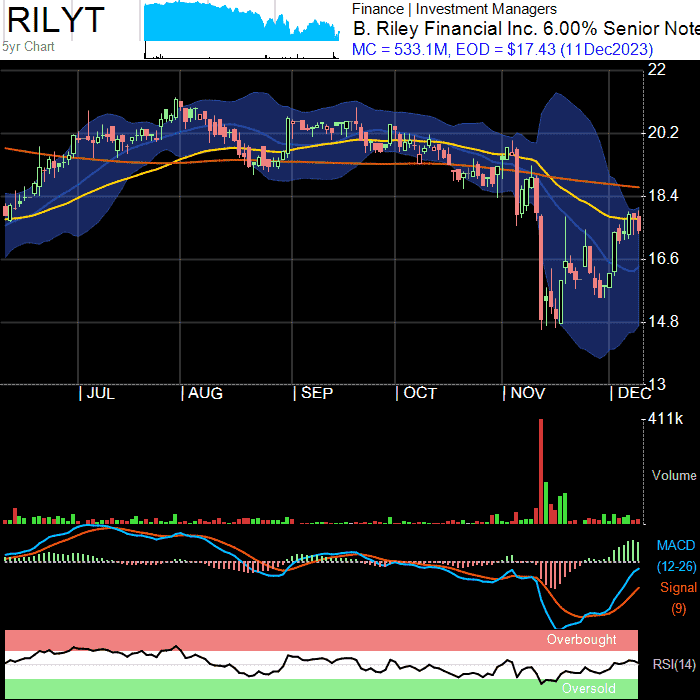 RILYT
5yr Chart
Finance | Investment Managers
B. Riley Financial Inc. 6.00% Senior Note
MC = 533.1M, EOD = $17.43 (11Dec2023)
22
20.2
18.4
16.6
14.8
13
| JUL | AUG | SEP | OCT | NOV | DEC
411k
Volume
MACD
(12-26)
Signal
(9)
Overbought
RSI(14)
Oversold